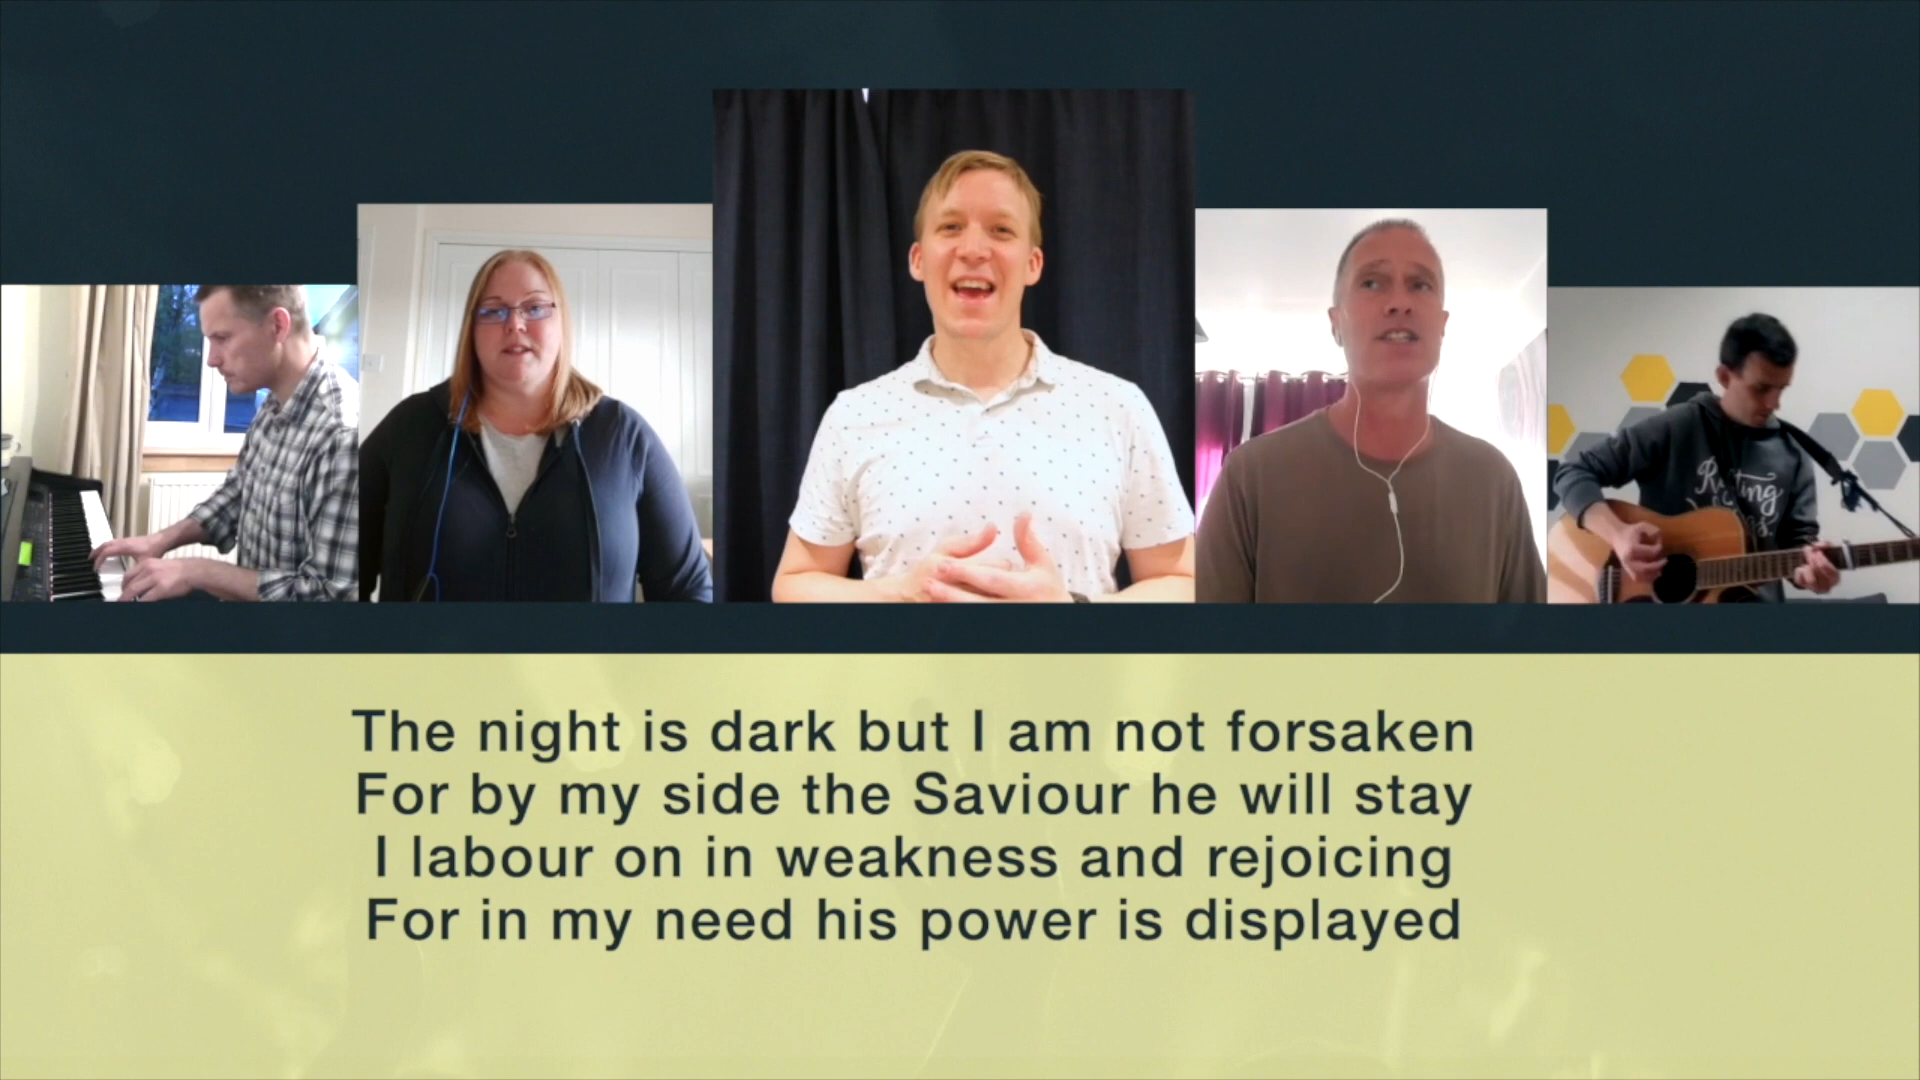 The night is dark but I am not forsaken
For by my side the Saviour he will stay
I labour on in weakness and rejoicing
For in my need his power is displayed